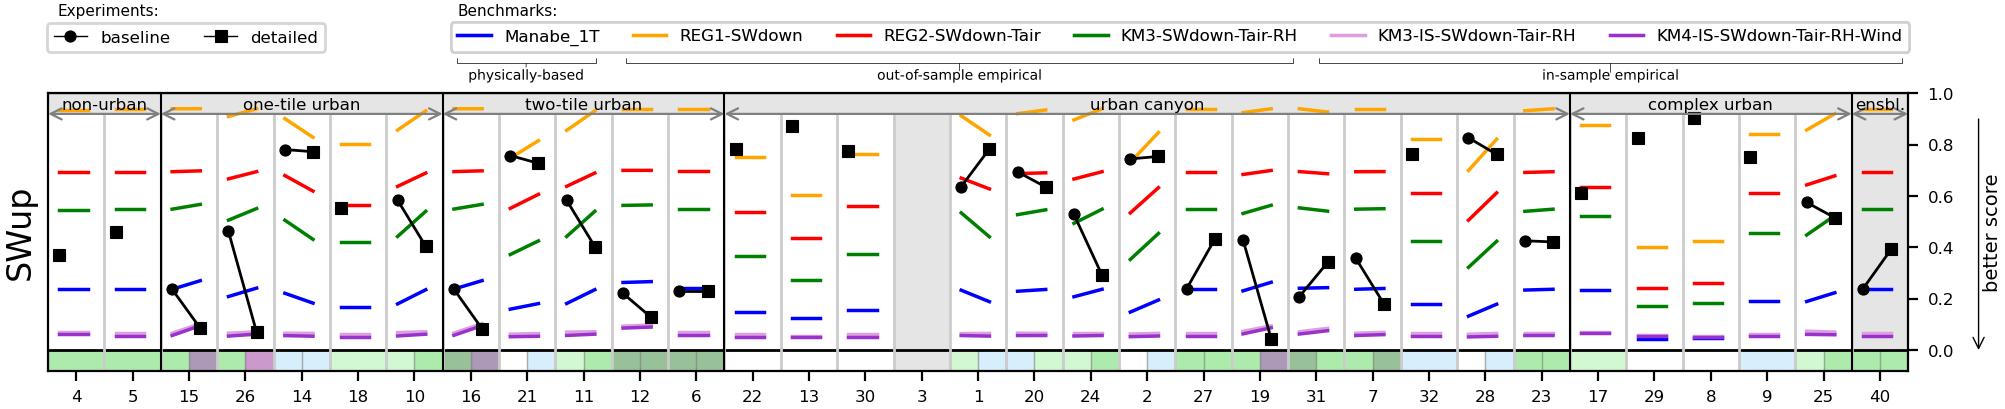 Experiments:
baseline detailed
Benchmarks:
Manabe_1T REG1-SWdown REG2-SWdown-Tair KM3-SWdown-Tair-RH KM3-IS-SWdown-Tair-RH KM4-IS-SWdown-Tair-RH-Wind
physically-based out-of-sample empirical in-sample empirical
non-urban one-tile urban two-tile urban urban canyon complex urban ensbl.
SWup
1.0
0.8
0.6
0.4
0.2
0.0
better score
4 5 15 26 14 18 10 16 21 11 12 6 22 13 30 3 1 20 24 2 27 19 31 7 32 28 23 17 29 8 9 25 40